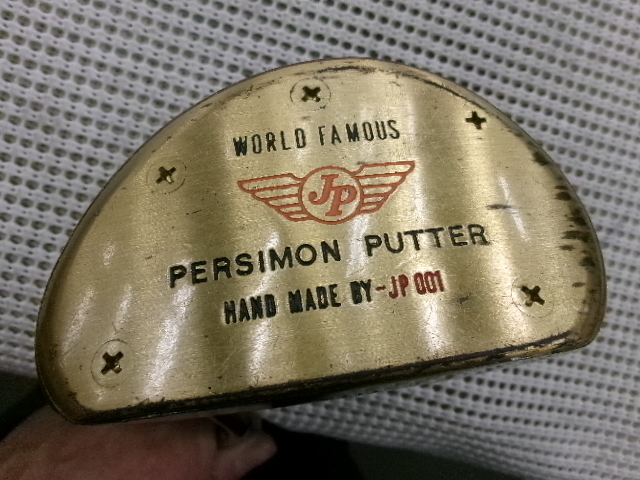 WORLD FAMOUS
JP
PERSIMON PUTTER
HAND MADE BY-JP 001